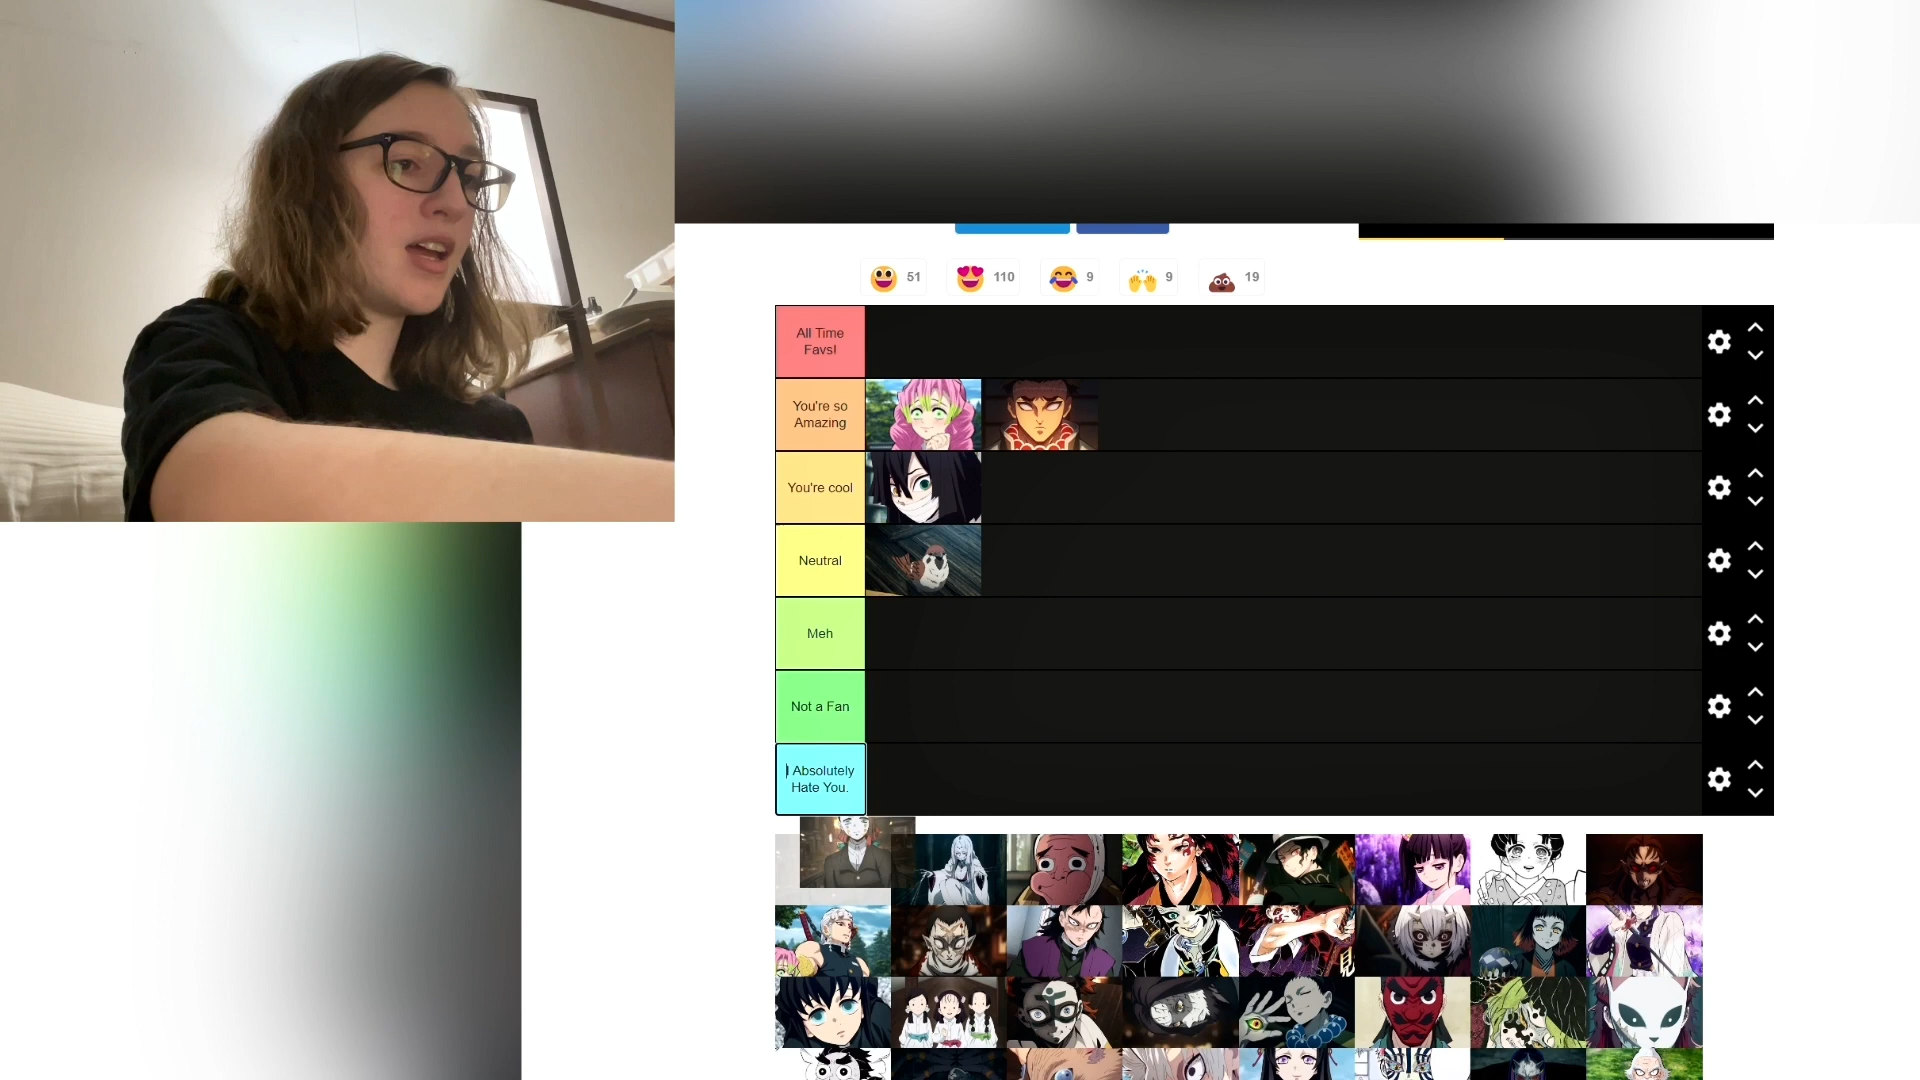 51
110
9
9
19
All Time
Favs!
You're so
Amazing
You're cool
Neutral
Meh
Not a Fan
I Absolutely
Hate You.